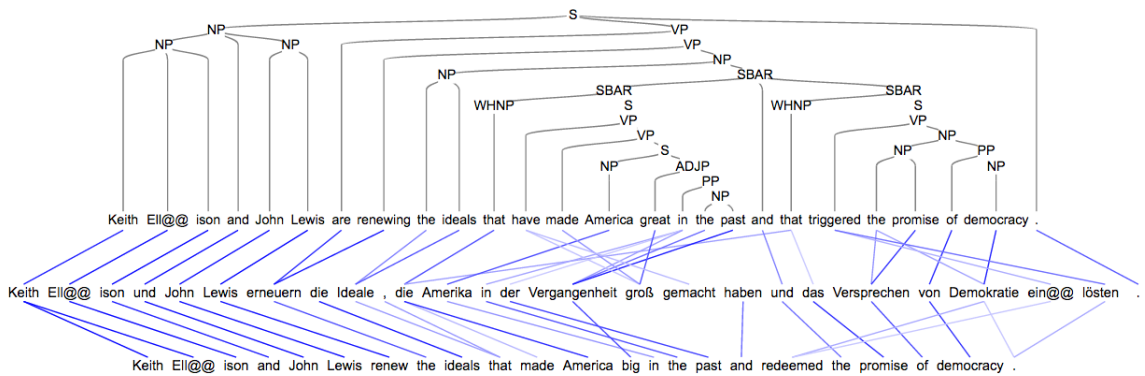 S
NP VP
NP NP VP
NP
NP SBAR
SBAR SBAR
WHNP S WHNP S
VP VP
VP NP
S NP PP
NP ADJP NP
PP
NP
Keith Ell@@ ison and John Lewis are renewing the ideals that have made America great in the past and that triggered the promise of democracy .
Keith Ell@@ ison und John Lewis erneuern die Ideale , die Amerika in der Vergangenheit groß gemacht haben und das Versprechen von Demokratie ein@@ lösten .
Keith Ell@@ ison and John Lewis renew the ideals that made America big in the past and redeemed the promise of democracy .